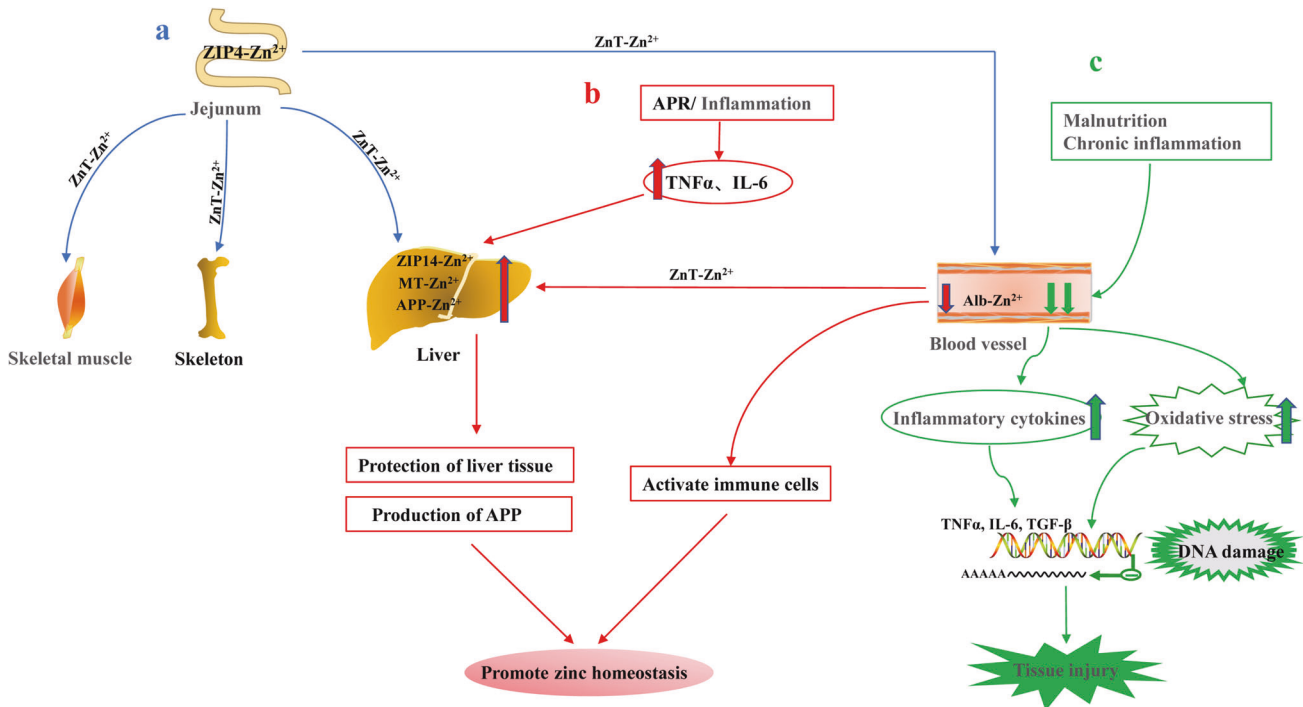 a
ZIP4-Zn²⁺
Jejunum
ZnT-Zn²⁺
ZnT-Zn²⁺
ZnT-Zn²⁺
ZnT-Zn²⁺
Skeletal muscle
Skeleton
b
APR/ Inflammation
TNFα、IL-6
ZIP14-Zn²⁺
MT-Zn²⁺
APP-Zn²⁺
Liver
ZnT-Zn²⁺
Protection of liver tissue
Production of APP
Activate immune cells
Promote zinc homeostasis
c
Malnutrition
Chronic inflammation
Alb-Zn²⁺
Blood vessel
Inflammatory cytokines
Oxidative stress
TNFα, IL-6, TGF-β
DNA damage
AAAAA
Tissue injury